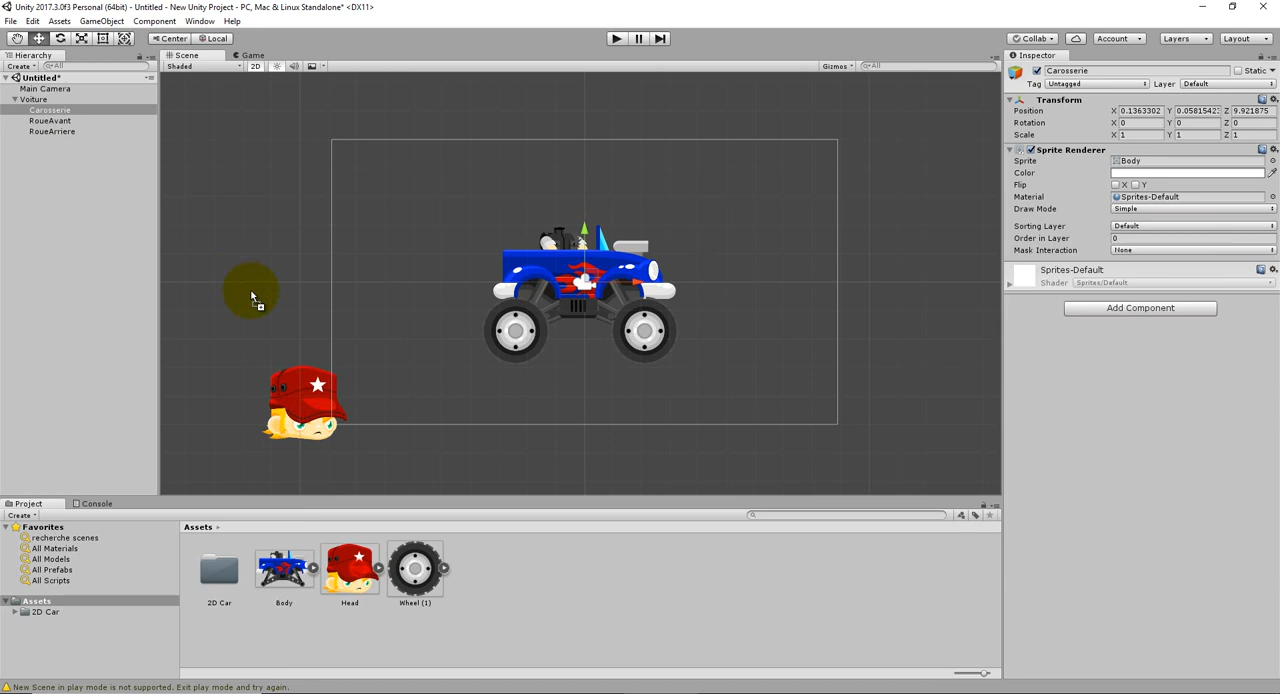 Unity 2017.3.0f3 Personal (64bit) - Untitled - New Unity Project - PC, Mac & Linux Standalone* <DX11>
File Edit Assets GameObject Component Window Help
Center Local Collab Account Layers Layout
Hierarchy Scene Game Inspector
Create All Shaded 2D Gizmos All Carosserie Static
Untitled* Tag Untagged Layer Default
Main Camera
Voiture
Carosserie
RoueAvant
RoueArriere
Transform
Position X 0.1363302 Y 0.0581542 Z 9.921875
Rotation X 0 Y 0 Z 0
Scale X 1 Y 1 Z 1
Sprite Renderer
Sprite Body
Color
Flip X Y
Material Sprites-Default
Draw Mode Simple
Sorting Layer Default
Order in Layer 0
Mask Interaction None
Sprites-Default
Shader Sprites/Default
Add Component
Project Console
Create
Favorites
recherche scenes
All Materials
All Models
All Prefabs
All Scripts
Assets
2D Car
Assets
2D Car Body Head Wheel (1)
New Scene in play mode is not supported. Exit play mode and try again.